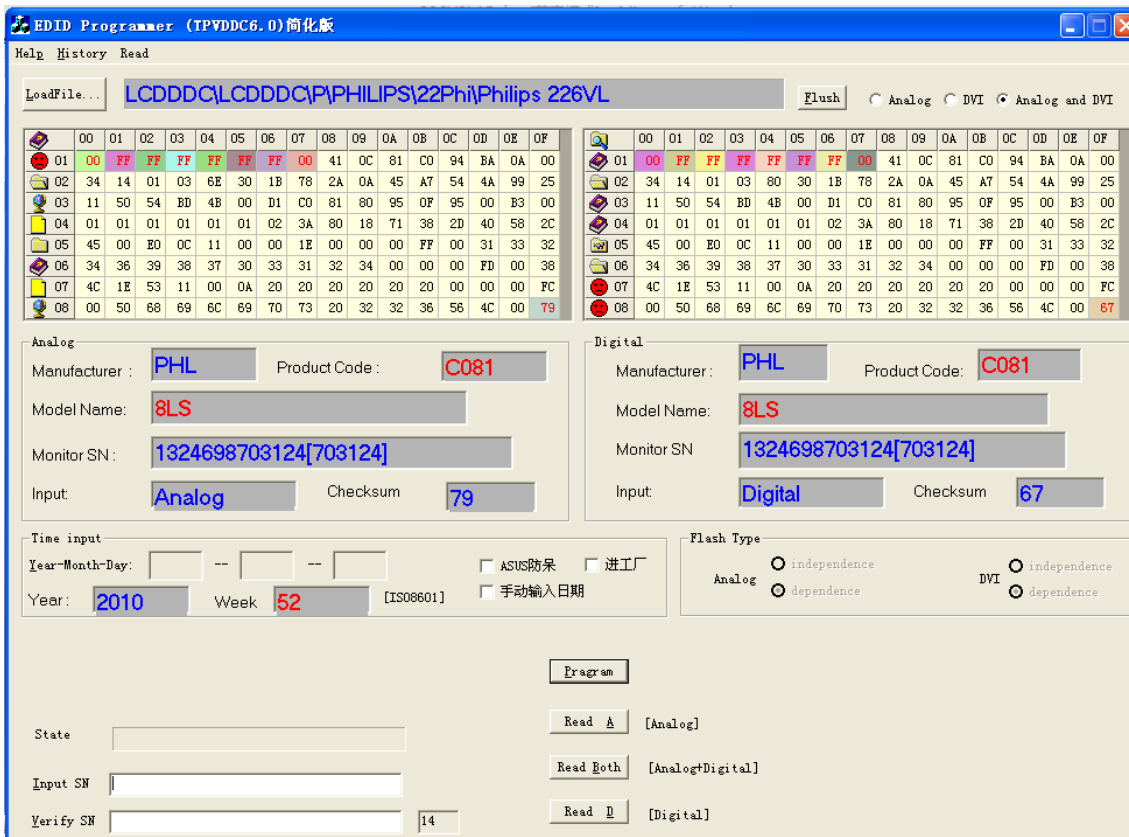 EDID Programmer (TPVDDC6.0)简化版
Help History Read
LoadFile... LCDDDC\LCDDDC\P\PHILIPS\22Phi\Philips 226VL Flush Analog DVI Analog and DVI
00 01 02 03 04 05 06 07 08 09 0A 0B 0C 0D 0E 0F 00 01 02 03 04 05 06 07 08 09 0A 0B 0C 0D 0E 0F
01 00 FF FF FF FF FF FF 00 41 0C 81 C0 94 BA 0A 00 01 00 FF FF FF FF FF FF 00 41 0C 81 C0 94 BA 0A 00
02 34 14 01 03 6E 30 1B 78 2A 0A 45 A7 54 4A 99 25 02 34 14 01 03 80 30 1B 78 2A 0A 45 A7 54 4A 99 25
03 11 50 54 BD 4B 00 D1 C0 81 80 95 0F 95 00 B3 00 03 11 50 54 BD 4B 00 D1 C0 81 80 95 0F 95 00 B3 00
04 01 01 01 01 01 01 02 3A 80 18 71 38 2D 40 58 2C 04 01 01 01 01 01 01 02 3A 80 18 71 38 2D 40 58 2C
05 45 00 E0 0C 11 00 00 1E 00 00 00 FF 00 31 33 32 05 45 00 E0 0C 11 00 00 1E 00 00 00 FF 00 31 33 32
06 34 36 39 38 37 30 33 31 32 34 00 00 00 FD 00 38 06 34 36 39 38 37 30 33 31 32 34 00 00 00 FD 00 38
07 4C 1E 53 11 00 0A 20 20 20 20 20 20 00 00 00 FC 07 4C 1E 53 11 00 0A 20 20 20 20 20 20 00 00 00 FC
08 00 50 68 69 6C 69 70 73 20 32 32 36 56 4C 00 79 08 00 50 68 69 6C 69 70 73 20 32 32 36 56 4C 00 67
Analog Digital
Manufacturer : PHL Product Code : C081 Manufacturer : PHL Product Code: C081
Model Name: 8LS Model Name: 8LS
Monitor SN : 1324698703124[703124] Monitor SN 1324698703124[703124]
Input: Analog Checksum 79 Input: Digital Checksum 67
Time input Flash Type
Year-Month-Day: -- -- ASUS防呆 进工厂 Analog independence DVI independence
Year : 2010 Week 52 [ISO8601] 手动输入日期 dependence dependence
Pragram
Read A [Analog]
State
Read Both [Analog+Digital]
Input SN
Read D [Digital]
Verify SN 14